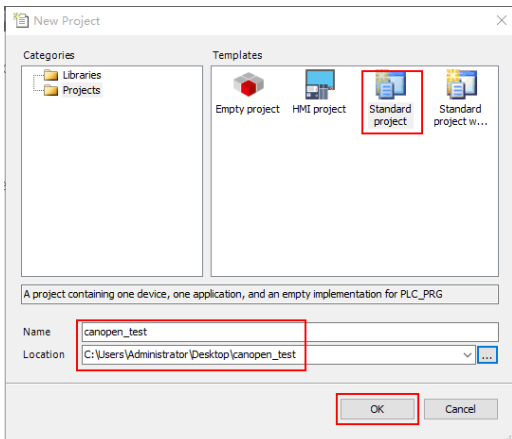 New Project
Categories
Templates
Libraries
Projects
Empty project
HMI project
Standard
project
Standard
project w...
A project containing one device, one application, and an empty implementation for PLC_PRG
Name
canopen_test
Location
C:\Users\Administrator\Desktop\canopen_test
...
OK
Cancel